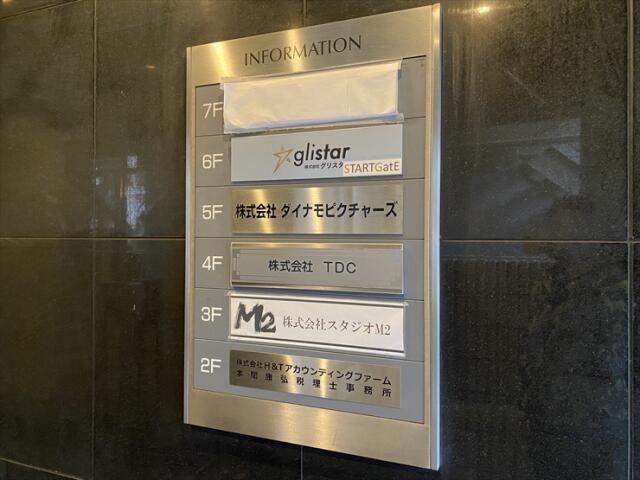 INFORMATION
7F
6F
glistar
株式会社 グリスタ
STARTGatE
5F
株式会社 ダイナモピクチャーズ
4F
株式会社 TDC
3F
M2 株式会社スタジオM2
2F
株式会社H&Tアカウンティングファーム
本間康弘税理士事務所